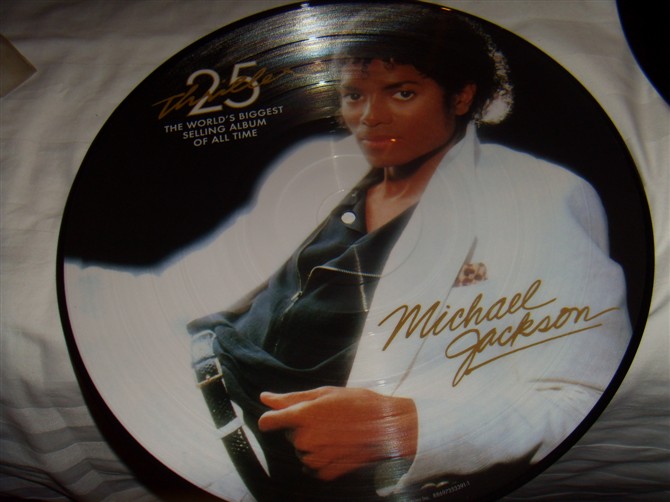 Thriller
25
THE WORLD'S BIGGEST
SELLING ALBUM
OF ALL TIME
Michael
Jackson